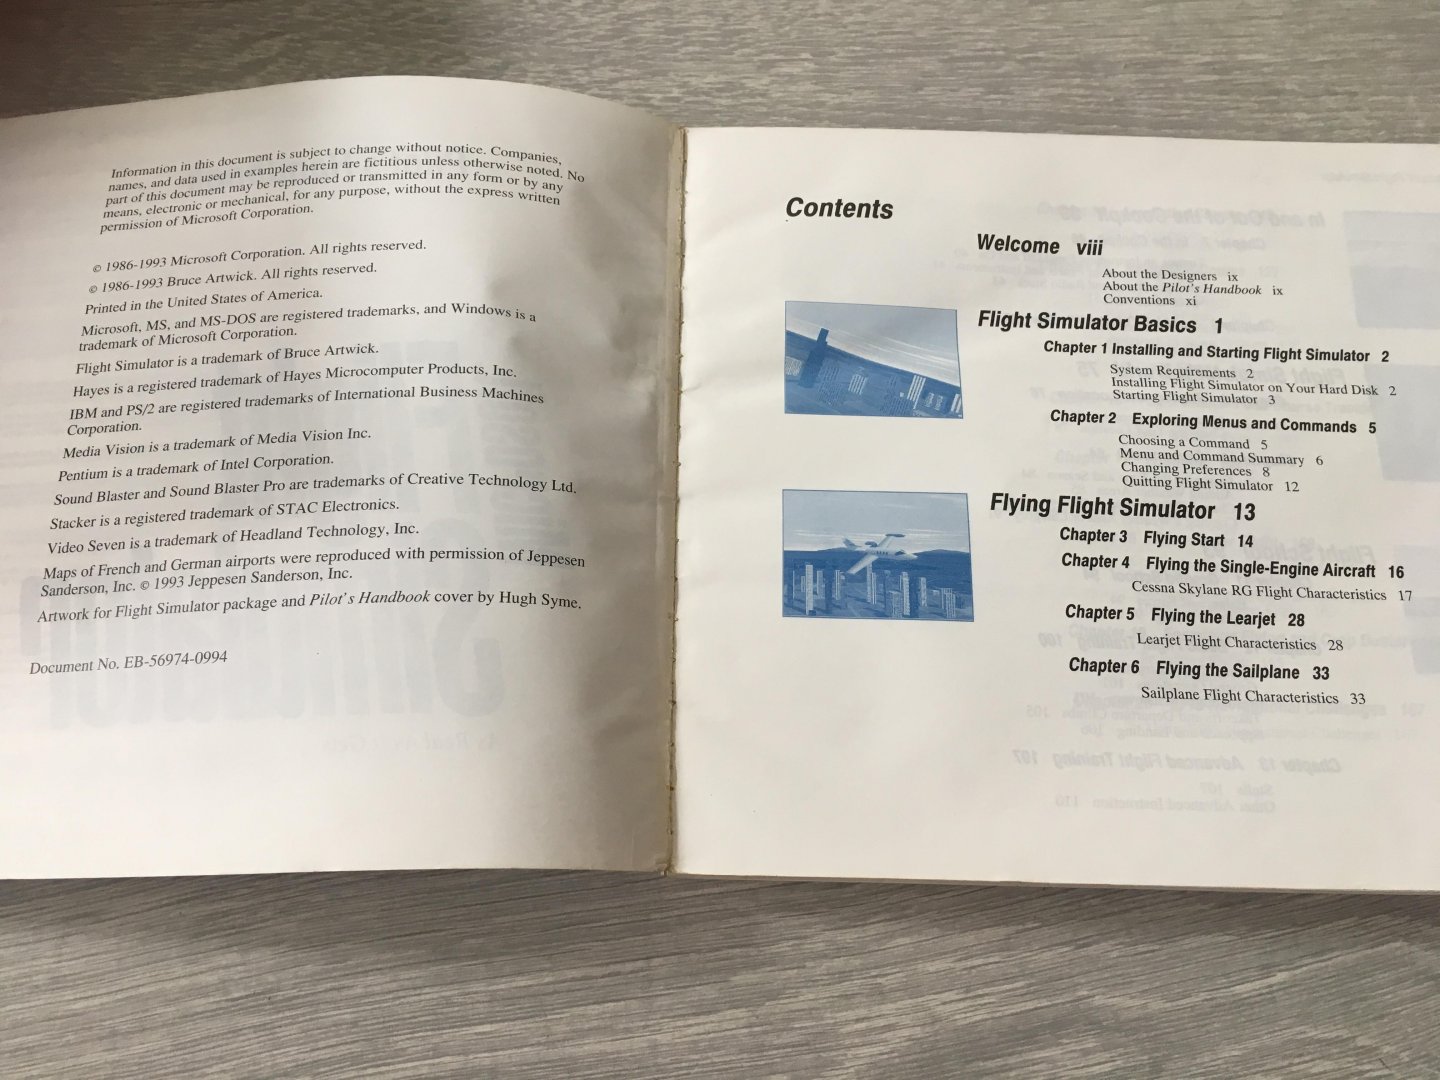 Information in this document is subject to change without notice. Companies,
names, and data used in examples herein are fictitious unless otherwise noted. No
part of this document may be reproduced or transmitted in any form or by any
means, electronic or mechanical, for any purpose, without the express written
permission of Microsoft Corporation.
© 1986-1993 Microsoft Corporation. All rights reserved.
© 1986-1993 Bruce Artwick. All rights reserved.
Printed in the United States of America.
Microsoft, MS, and MS-DOS are registered trademarks, and Windows is a
trademark of Microsoft Corporation.
Flight Simulator is a trademark of Bruce Artwick.
Hayes is a registered trademark of Hayes Microcomputer Products, Inc.
IBM and PS/2 are registered trademarks of International Business Machines
Corporation.
Media Vision is a trademark of Media Vision Inc.
Pentium is a trademark of Intel Corporation.
Sound Blaster and Sound Blaster Pro are trademarks of Creative Technology Ltd.
Stacker is a registered trademark of STAC Electronics.
Video Seven is a trademark of Headland Technology, Inc.
Maps of French and German airports were reproduced with permission of Jeppesen
Sanderson, Inc. © 1993 Jeppesen Sanderson, Inc.
Artwork for Flight Simulator package and Pilot's Handbook cover by Hugh Syme.
Document No. EB-56974-0994
Contents
Welcome viii
About the Designers ix
About the Pilot's Handbook ix
Conventions xi
Flight Simulator Basics 1
Chapter 1 Installing and Starting Flight Simulator 2
System Requirements 2
Installing Flight Simulator on Your Hard Disk 2
Starting Flight Simulator 3
Chapter 2 Exploring Menus and Commands 5
Choosing a Command 5
Menu and Command Summary 6
Changing Preferences 8
Quitting Flight Simulator 12
Flying Flight Simulator 13
Chapter 3 Flying Start 14
Chapter 4 Flying the Single-Engine Aircraft 16
Cessna Skylane RG Flight Characteristics 17
Chapter 5 Flying the Learjet 28
Learjet Flight Characteristics 28
Chapter 6 Flying the Sailplane 33
Sailplane Flight Characteristics 33